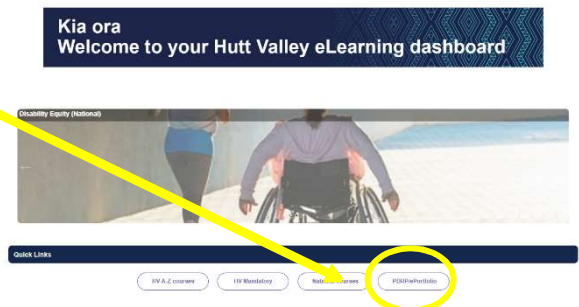 Kia ora
Welcome to your Hutt Valley eLearning dashboard
Disability Equity (National)
Quick Links
HV A-Z courses
HV Mandatory
National courses
PDRP/ePortfolio